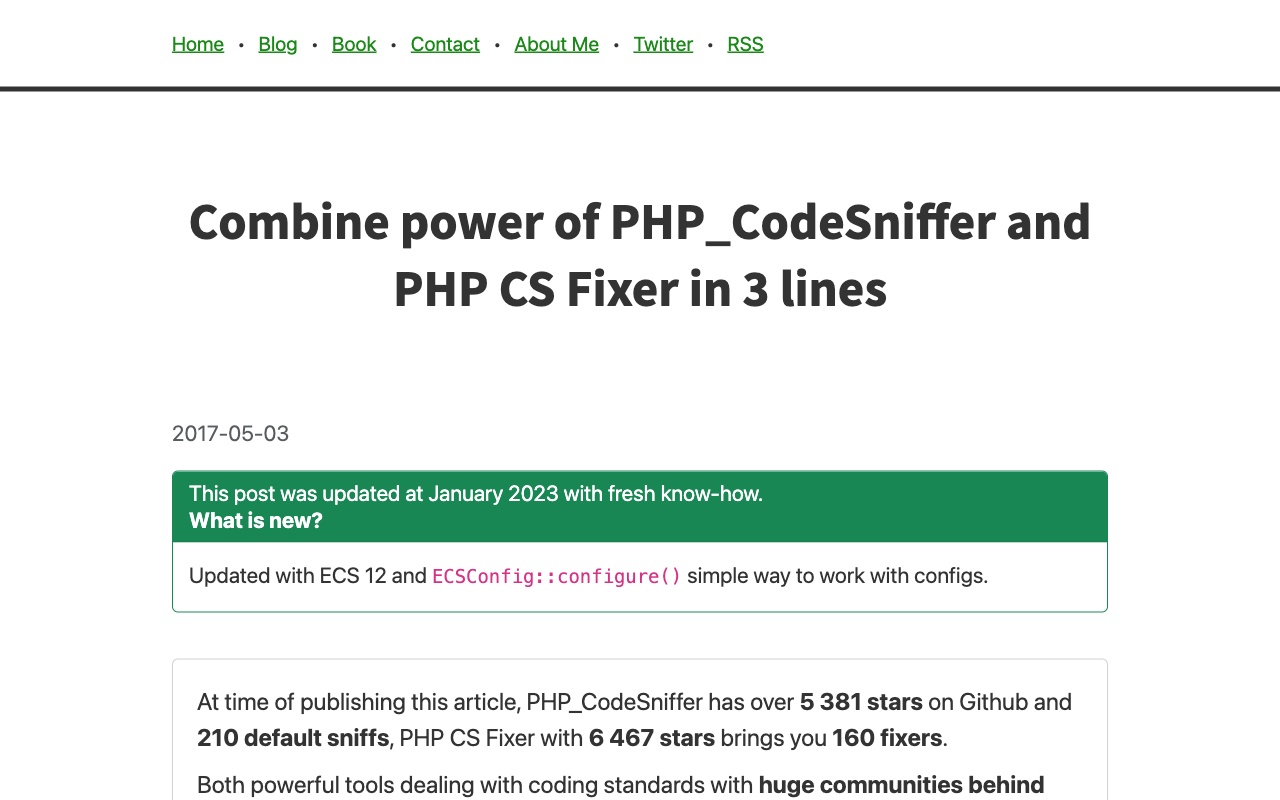 Home • Blog • Book • Contact • About Me • Twitter • RSS
Combine power of PHP_CodeSniffer and
PHP CS Fixer in 3 lines
2017-05-03
This post was updated at January 2023 with fresh know-how.
What is new?
Updated with ECS 12 and ECSConfig::configure() simple way to work with configs.
At time of publishing this article, PHP_CodeSniffer has over 5 381 stars on Github and
210 default sniffs, PHP CS Fixer with 6 467 stars brings you 160 fixers.
Both powerful tools dealing with coding standards with huge communities behind